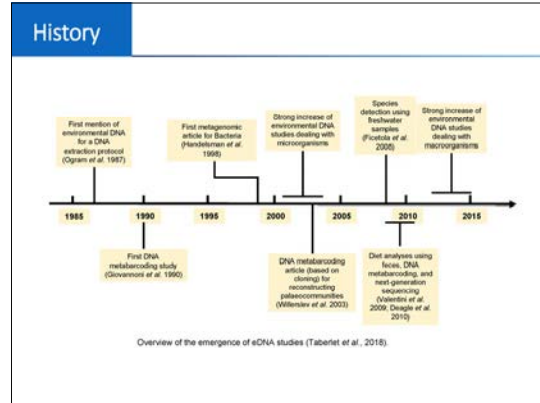 History
First mention of
environmental DNA
for a DNA
extraction protocol
(Ogram et al. 1987)
First metagenomic
article for Bacteria
(Handelsman et al.
1998)
Strong increase of
environmental DNA
studies dealing with
microorganisms
Species
detection using
freshwater
samples
(Ficetola et al.
2008)
Strong increase of
environmental
DNA studies
dealing with
macroorganisms
1985
1990
1995
2000
2005
2010
2015
First DNA
metabarcoding study
(Giovannoni et al. 1990)
DNA metabarcoding
article (based on
cloning) for
reconstructing
palaeocommunities
(Willerslev et al. 2003)
Diet analyses using
feces, DNA
metabarcoding, and
next-generation
sequencing
(Valentini et al.
2009; Deagle et al.
2010)
Overview of the emergence of eDNA studies (Taberlet et al., 2018).